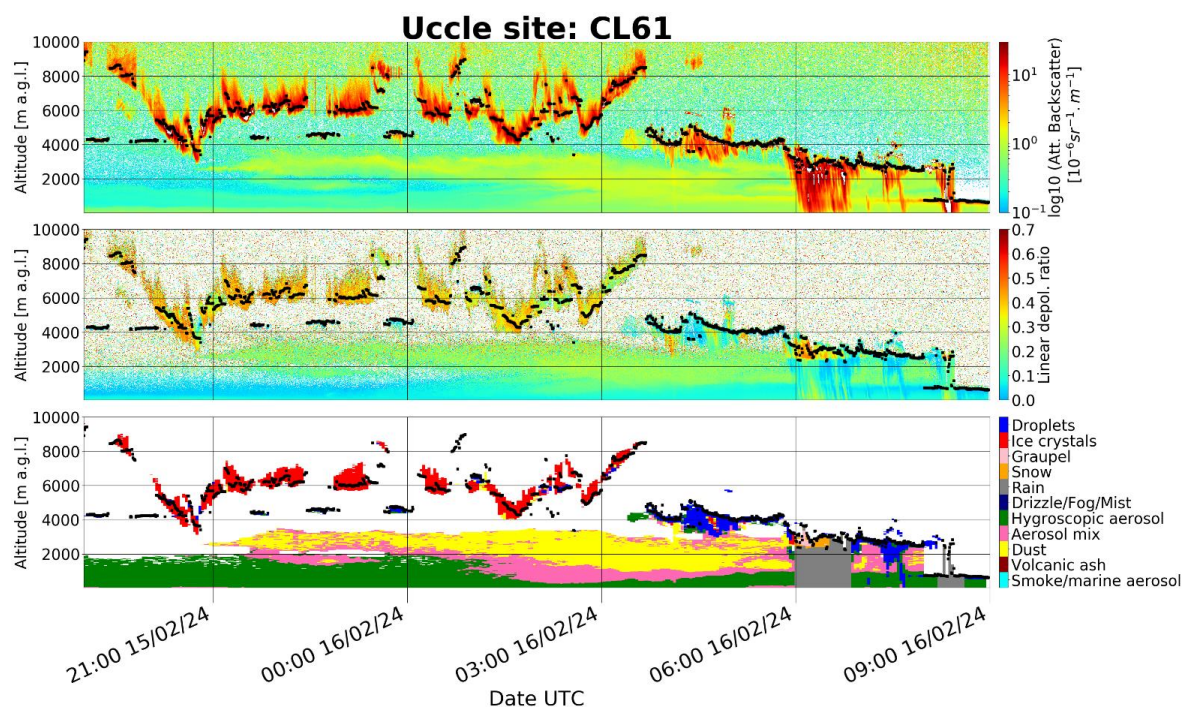 Uccle site: CL61
Altitude [m a.g.l.]
10000
8000
6000
4000
2000
10¹
10⁰
10⁻¹
log10 (Att. Backscatter)
[10⁻⁶sr⁻¹.m⁻¹]
Altitude [m a.g.l.]
10000
8000
6000
4000
2000
0.7
0.6
0.5
0.4
0.3
0.2
0.1
0.0
Linear depol. ratio
Altitude [m a.g.l.]
10000
8000
6000
4000
2000
Droplets
Ice crystals
Graupel
Snow
Rain
Drizzle/Fog/Mist
Hygroscopic aerosol
Aerosol mix
Dust
Volcanic ash
Smoke/marine aerosol
21:00 15/02/24
00:00 16/02/24
03:00 16/02/24
06:00 16/02/24
09:00 16/02/24
Date UTC